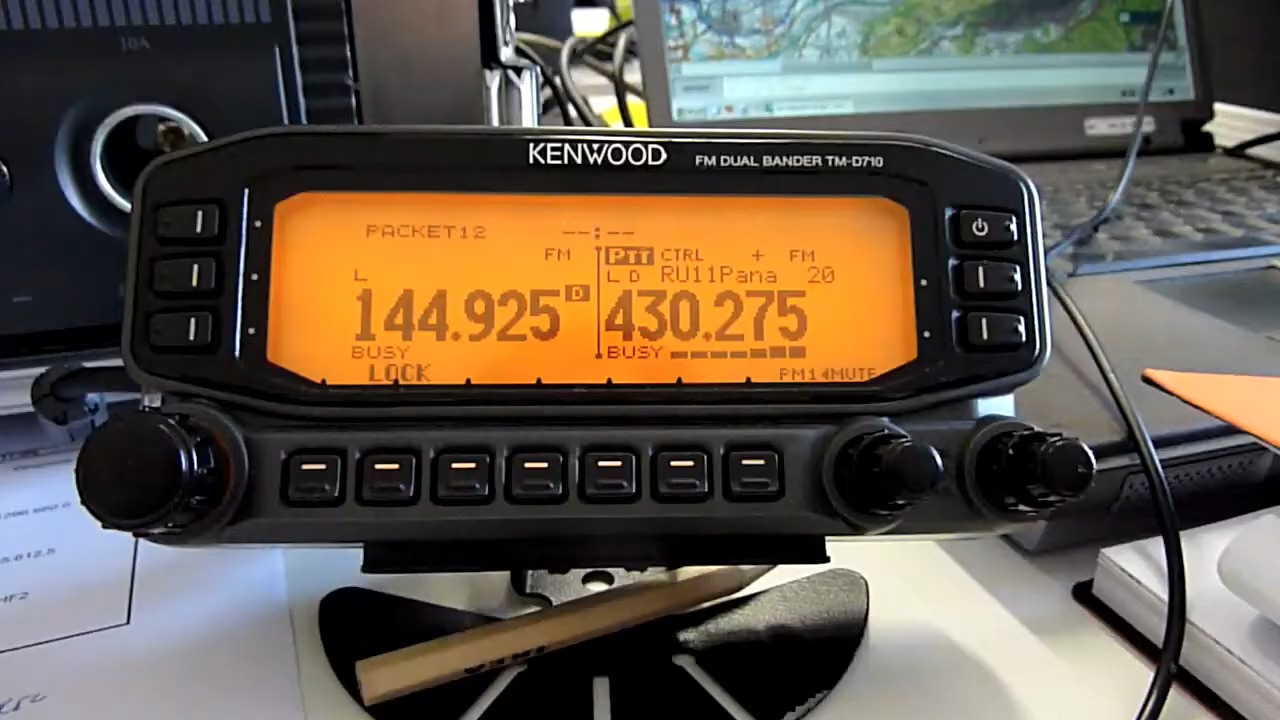 10A
KENWOOD FM DUAL BANDER TM-D710
PACKET12 --:--
FM PTT CTRL + FM
L L D RU11Pana 20
144.925 D 430.275
BUSY BUSY
LOCK PM1 MUTE
HF2